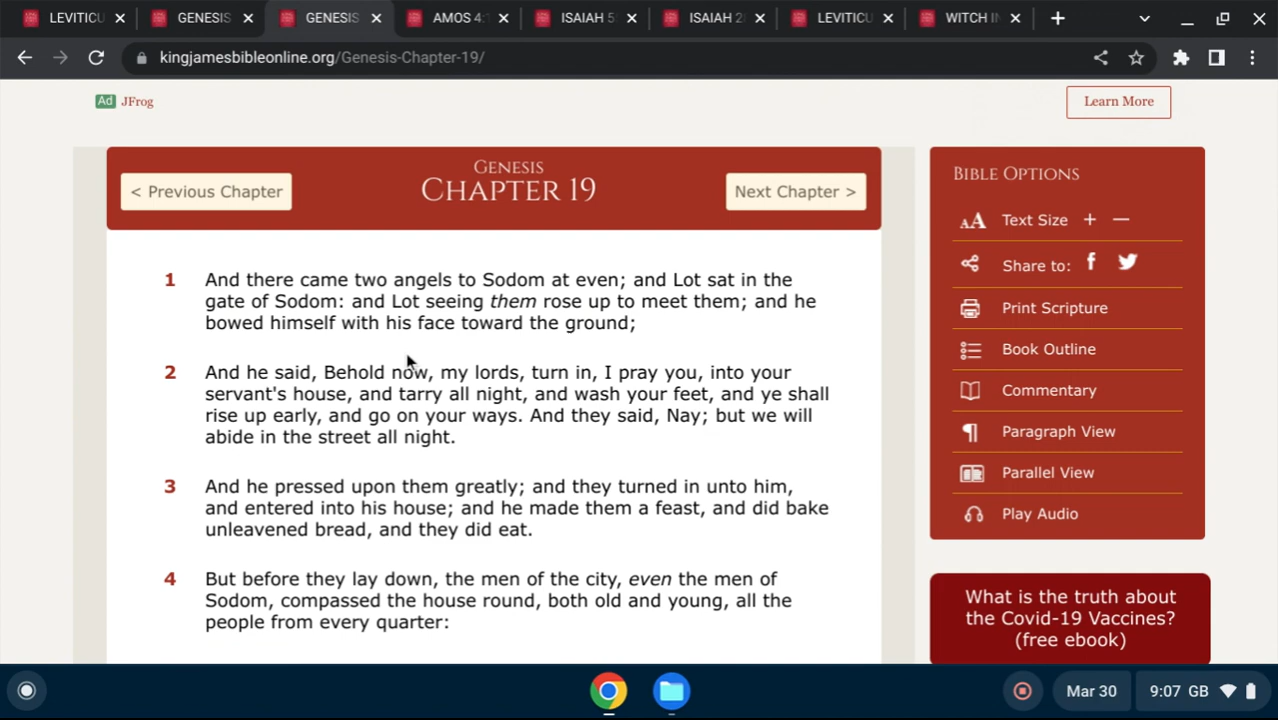 LEVITICU
GENESIS
GENESIS
AMOS 4:
ISAIAH 5
ISAIAH 2
LEVITICU
WITCH IN
kingjamesbibleonline.org/Genesis-Chapter-19/
Ad JFrog
Learn More
< Previous Chapter
GENESIS
CHAPTER 19
Next Chapter >
1 And there came two angels to Sodom at even; and Lot sat in the
gate of Sodom: and Lot seeing them rose up to meet them; and he
bowed himself with his face toward the ground;
2 And he said, Behold now, my lords, turn in, I pray you, into your
servant's house, and tarry all night, and wash your feet, and ye shall
rise up early, and go on your ways. And they said, Nay; but we will
abide in the street all night.
3 And he pressed upon them greatly; and they turned in unto him,
and entered into his house; and he made them a feast, and did bake
unleavened bread, and they did eat.
4 But before they lay down, the men of the city, even the men of
Sodom, compassed the house round, both old and young, all the
people from every quarter:
BIBLE OPTIONS
AA Text Size + —
Share to:
Print Scripture
Book Outline
Commentary
Paragraph View
Parallel View
Play Audio
What is the truth about
the Covid-19 Vaccines?
(free ebook)
Mar 30
9:07 GB